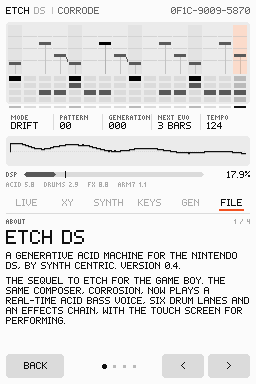 ETCH DS | CORRODE 0F1C-9009-5870
MODE PATTERN GENERATION NEXT EVO TEMPO
DRIFT 00 000 3 BARS 124
DSP 17.9%
ACID 5.8 DRUMS 2.9 FX 8.8 ARM7 1.1
LIVE XY SYNTH KEYS GEN FILE
ABOUT 1 / 4
ETCH DS
A GENERATIVE ACID MACHINE FOR THE NINTENDO
DS, BY SYNTH CENTRIC. VERSION 0.4.
THE SEQUEL TO ETCH FOR THE GAME BOY. THE
SAME COMPOSER, CORROSION, NOW PLAYS A
REAL-TIME ACID BASS VOICE, SIX DRUM LANES AND
AN EFFECTS CHAIN, WITH THE TOUCH SCREEN FOR
PERFORMING.
BACK < >